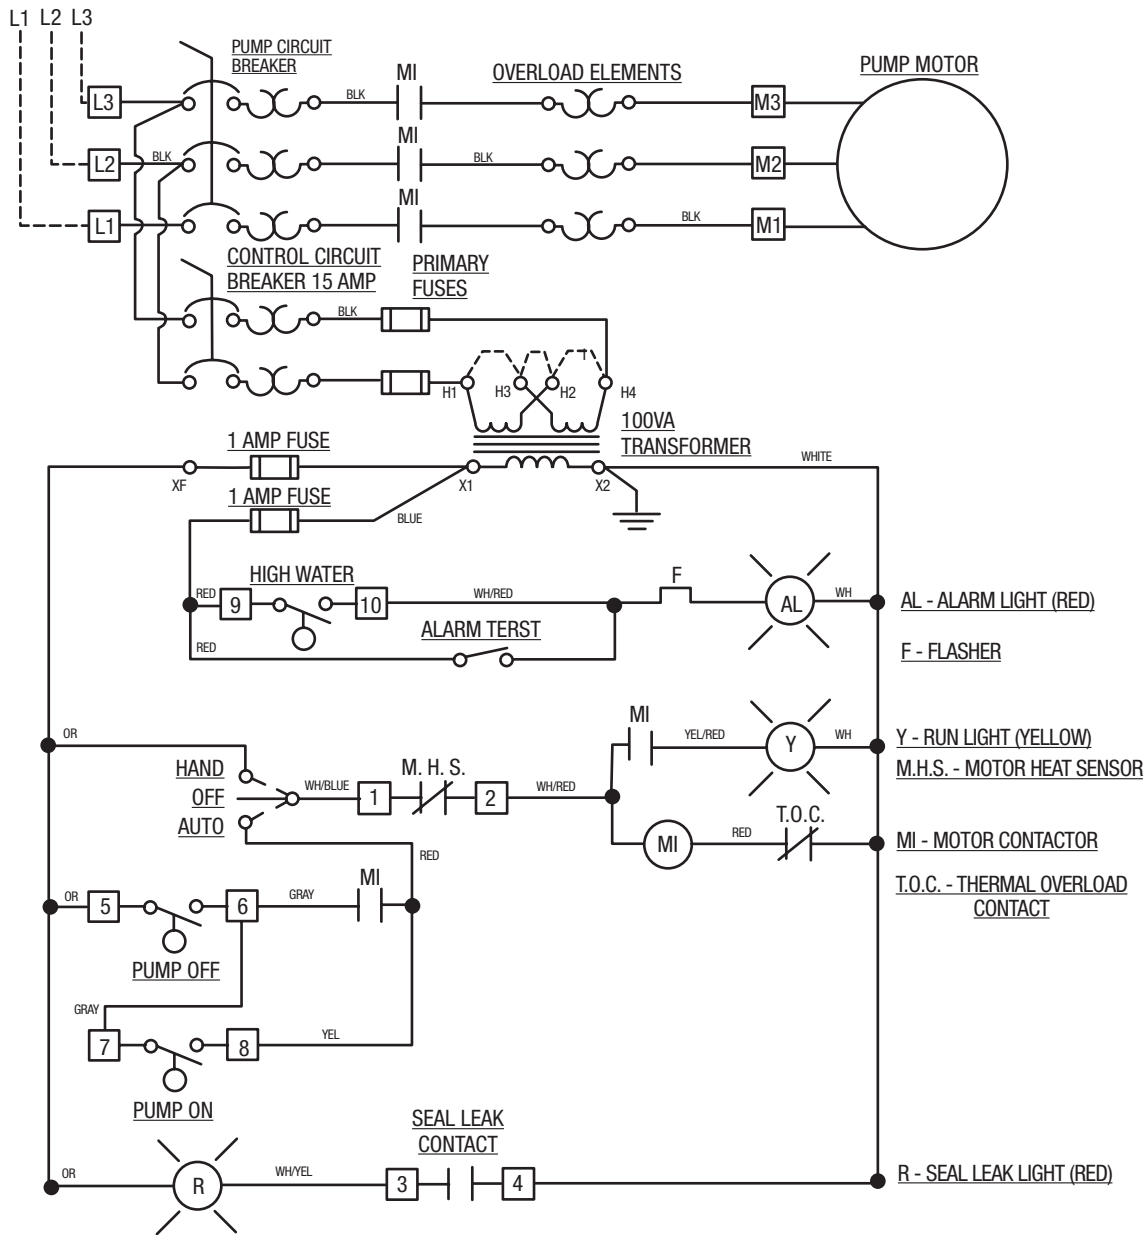 L1 L2 L3
PUMP CIRCUIT
BREAKER
MI
OVERLOAD ELEMENTS
PUMP MOTOR
L3
BLK
M3
MI
L2
BLK
BLK
M2
MI
L1
BLK
M1
CONTROL CIRCUIT
BREAKER 15 AMP
PRIMARY
FUSES
BLK
H1
H3
H2
H4
100VA
TRANSFORMER
1 AMP FUSE
WHITE
XF
X1
X2
1 AMP FUSE
BLUE
HIGH WATER
F
RED
9
10
WH/RED
AL
WH
AL - ALARM LIGHT (RED)
ALARM TERST
RED
F - FLASHER
MI
OR
YEL/RED
Y
WH
Y - RUN LIGHT (YELLOW)
HAND
M. H. S.
M.H.S. - MOTOR HEAT SENSOR
OFF
WH/BLUE
1
2
WH/RED
AUTO
T.O.C.
RED
MI
MI - MOTOR CONTACTOR
RED
MI
T.O.C. - THERMAL OVERLOAD
CONTACT
OR
5
6
GRAY
PUMP OFF
GRAY
7
8
YEL
PUMP ON
SEAL LEAK
CONTACT
OR
R
WH/YEL
3
4
R - SEAL LEAK LIGHT (RED)